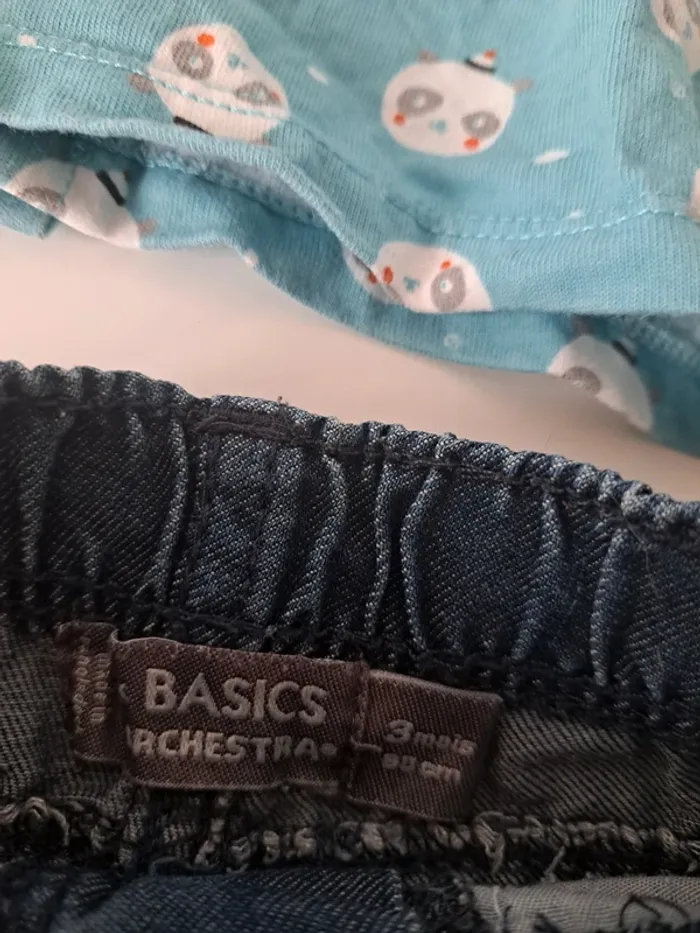 BASICS
RCHESTRA®
3 mois
60 cm